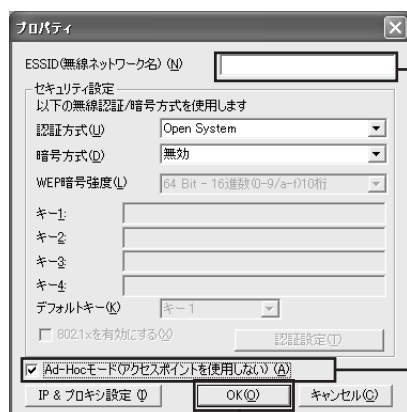 プロパティ
ESSID(無線ネットワーク名) (N)
セキュリティ設定
以下の無線認証/暗号方式を使用します
認証方式(U) Open System
暗号方式(D) 無効
WEP暗号強度(L) 64 Bit - 16進数(0-9/a-f)10桁
キー1:
キー2:
キー3:
キー4:
デフォルトキー(K) キー 1
802.1xを有効にする(X) 認証設定(T)
Ad-Hocモード(アクセスポイントを使用しない) (A)
IP & プロキシ設定 (I) OK(O) キャンセル(C)